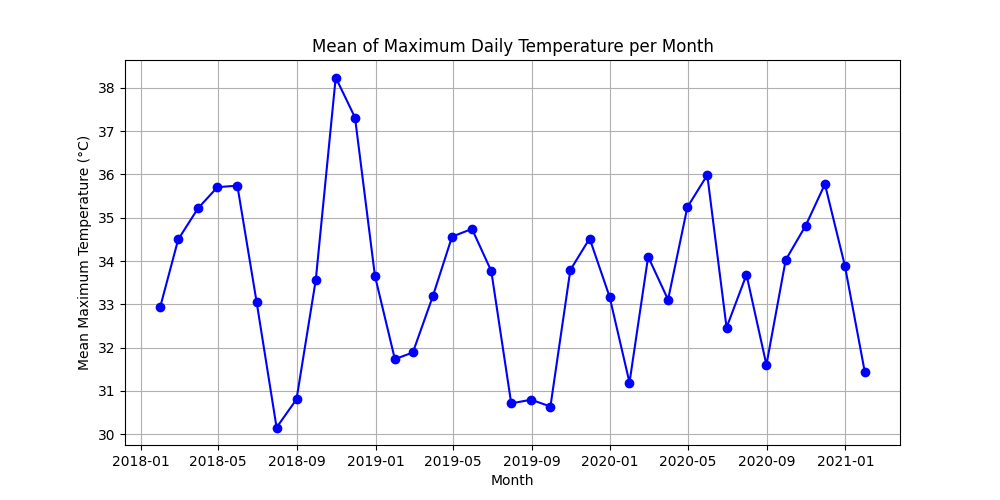 Mean of Maximum Daily Temperature per Month
Mean Maximum Temperature (°C)
38
37
36
35
34
33
32
31
30
2018-01 2018-05 2018-09 2019-01 2019-05 2019-09 2020-01 2020-05 2020-09 2021-01
Month